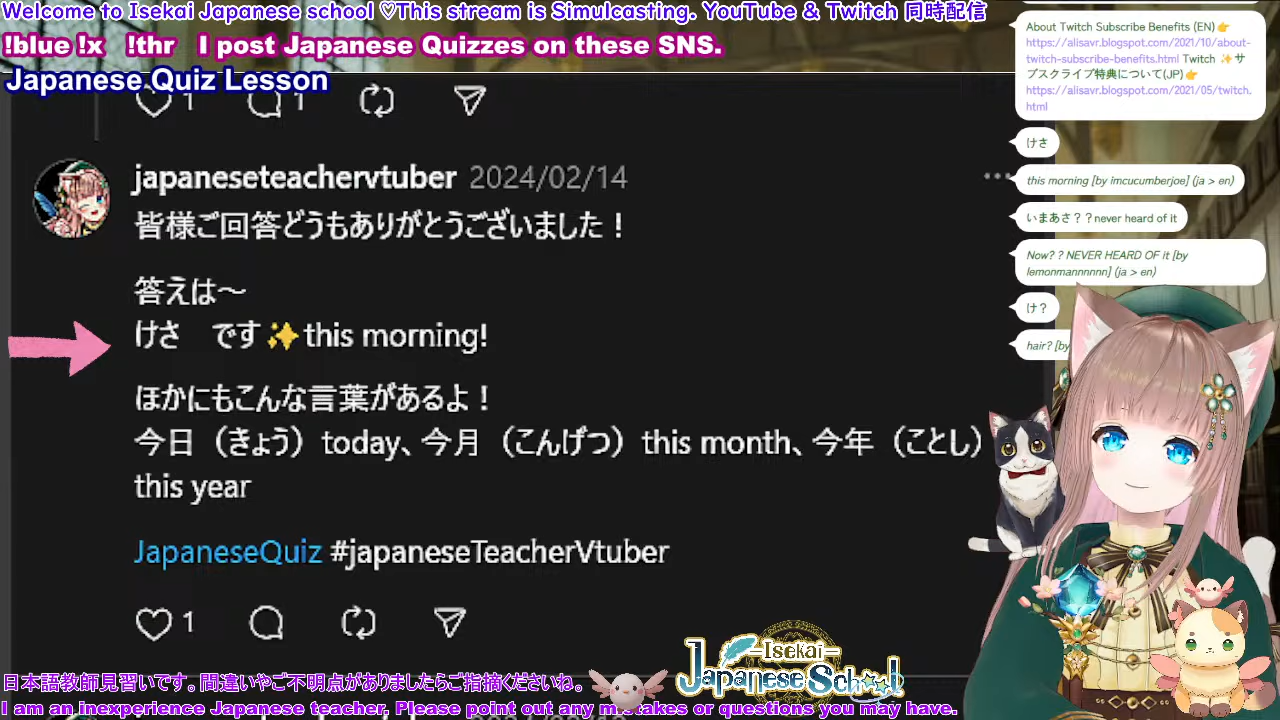 Welcome to Isekai Japanese school ♡This stream is Simulcasting. YouTube & Twitch 同時配信
!blue !x !thr I post Japanese Quizzes on these SNS.
Japanese Quiz Lesson
1 1
japaneseteachervtuber 2024/02/14
皆様ご回答どうもありがとうございました！
答えは～
けさ です✨this morning!
ほかにもこんな言葉があるよ！
今日（きょう）today、今月（こんげつ）this month、今年（ことし）
this year
JapaneseQuiz #japaneseTeacherVtuber
1
About Twitch Subscribe Benefits (EN)👉
https://alisavr.blogspot.com/2021/10/about-
twitch-subscribe-benefits.html Twitch ✨サ
ブスクライブ特典について(JP)👉
https://alisavr.blogspot.com/2021/05/twitch.
html
けさ
this morning [by imcucumberjoe] (ja > en)
いまあさ？？never heard of it
Now? ? NEVER HEARD OF it [by
lemonmannnnnn] (ja > en)
け？
hair? [by
Isekai
Japanese School
日本語教師見習いです。間違いやご不明点がありましたらご指摘くださいね。
I am an inexperience Japanese teacher. Please point out any mistakes or questions you may have.